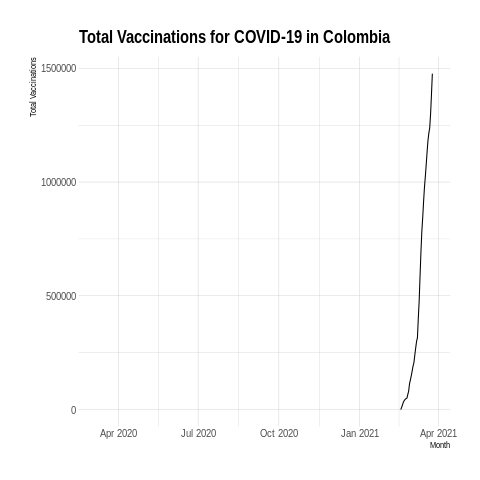 Total Vaccinations for COVID-19 in Colombia
Total Vaccinations
1500000
1000000
500000
0
Apr 2020 Jul 2020 Oct 2020 Jan 2021 Apr 2021
Month